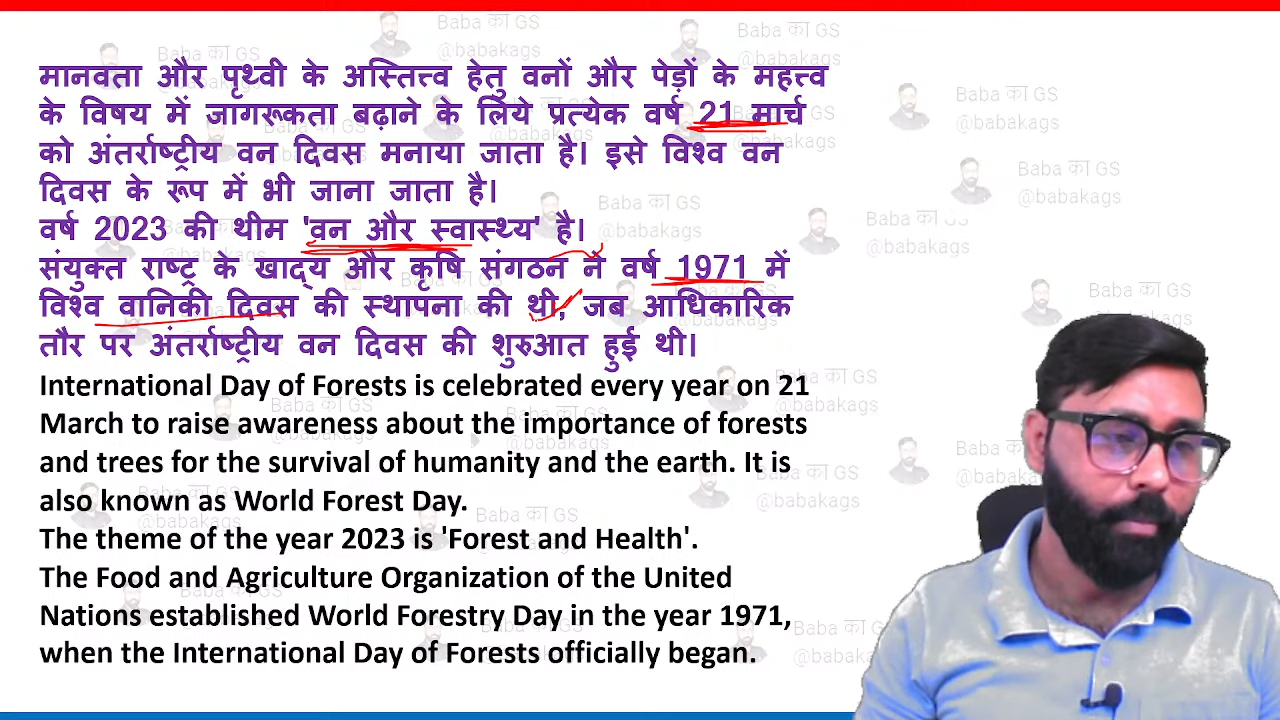 मानवता और पृथ्वी के अस्तित्त्व हेतु वनों और पेड़ों के महत्त्व
के विषय में जागरूकता बढ़ाने के लिये प्रत्येक वर्ष 21 मार्च
को अंतर्राष्ट्रीय वन दिवस मनाया जाता है। इसे विश्व वन
दिवस के रूप में भी जाना जाता है।
वर्ष 2023 की थीम 'वन और स्वास्थ्य' है।
संयुक्त राष्ट्र के खाद्य और कृषि संगठन ने वर्ष 1971 में
विश्व वानिकी दिवस की स्थापना की थी, जब आधिकारिक
तौर पर अंतर्राष्ट्रीय वन दिवस की शुरुआत हुई थी।
International Day of Forests is celebrated every year on 21
March to raise awareness about the importance of forests
and trees for the survival of humanity and the earth. It is
also known as World Forest Day.
The theme of the year 2023 is 'Forest and Health'.
The Food and Agriculture Organization of the United
Nations established World Forestry Day in the year 1971,
when the International Day of Forests officially began.
Baba का GS
@babakags